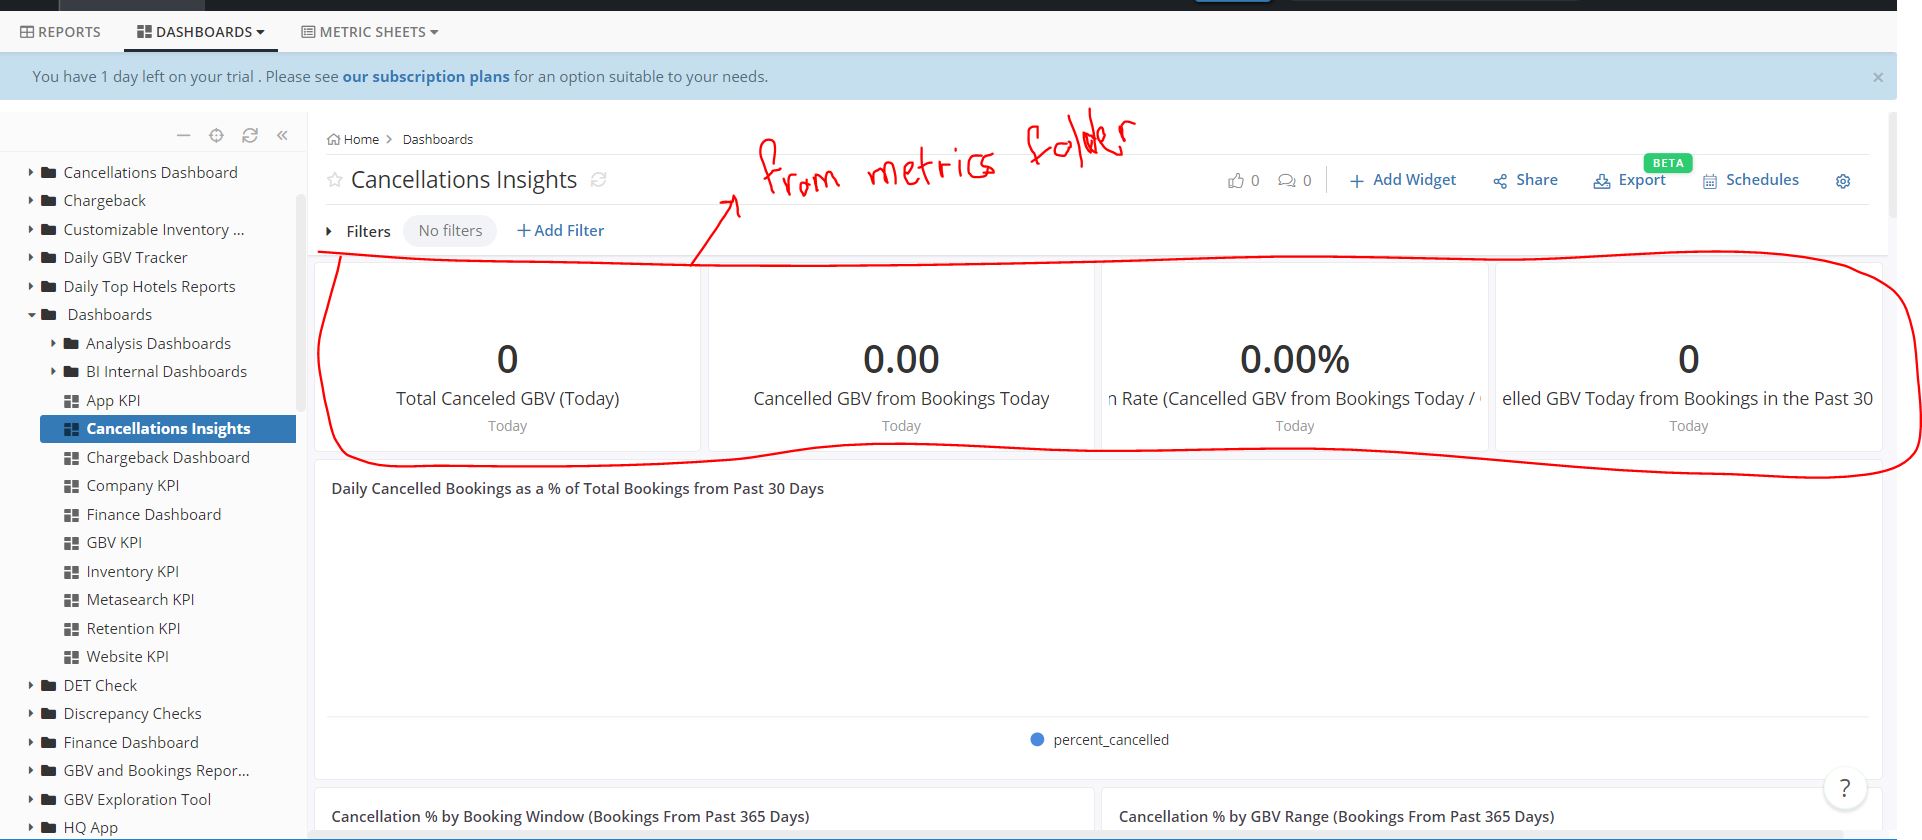 REPORTS
DASHBOARDS
METRIC SHEETS
You have 1 day left on your trial . Please see our subscription plans for an option suitable to your needs.
×
Cancellations Dashboard
Chargeback
Customizable Inventory ...
Daily GBV Tracker
Daily Top Hotels Reports
Dashboards
Analysis Dashboards
BI Internal Dashboards
App KPI
Cancellations Insights
Chargeback Dashboard
Company KPI
Finance Dashboard
GBV KPI
Inventory KPI
Metasearch KPI
Retention KPI
Website KPI
DET Check
Discrepancy Checks
Finance Dashboard
GBV and Bookings Repor...
GBV Exploration Tool
HQ App
Home > Dashboards
from metrics folder
Cancellations Insights
0
0
Add Widget
Share
Export
BETA
Schedules
Filters
No filters
+ Add Filter
0
Total Canceled GBV (Today)
Today
0.00
Cancelled GBV from Bookings Today
Today
0.00%
n Rate (Cancelled GBV from Bookings Today /
Today
0
elled GBV Today from Bookings in the Past 30
Today
Daily Cancelled Bookings as a % of Total Bookings from Past 30 Days
percent_cancelled
Cancellation % by Booking Window (Bookings From Past 365 Days)
Cancellation % by GBV Range (Bookings From Past 365 Days)
?